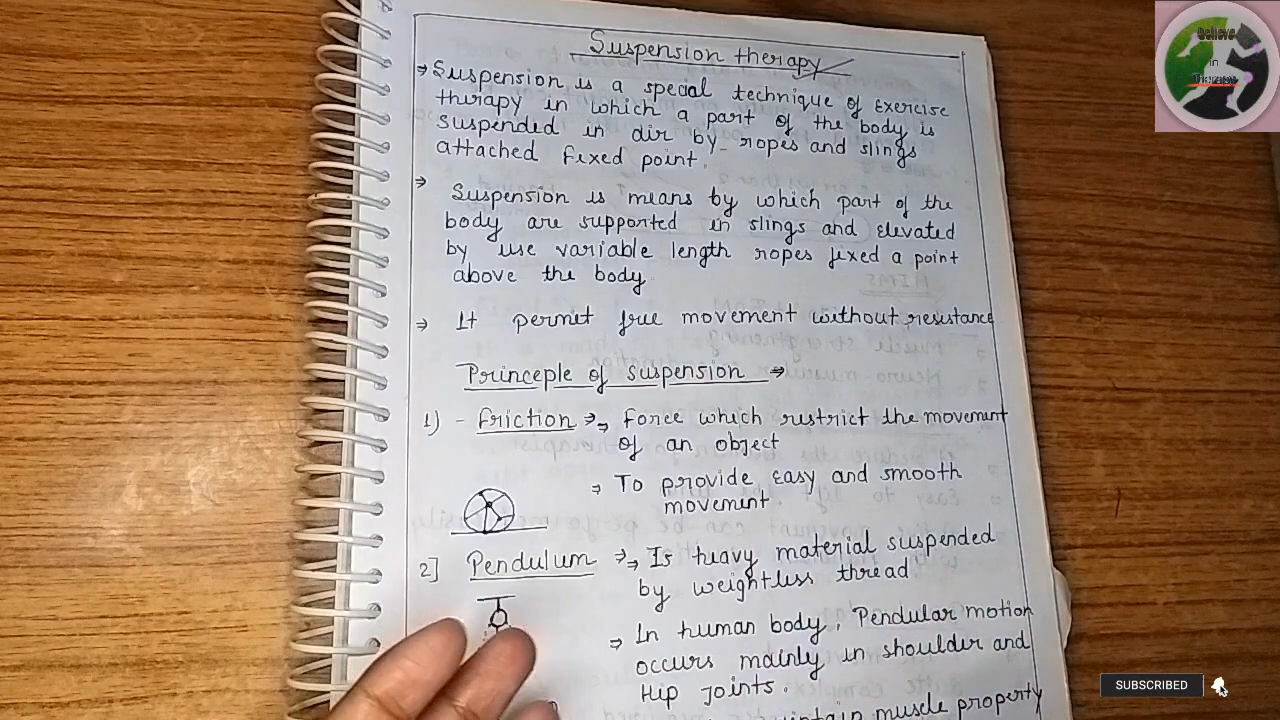 Suspension therapy
⇒ Suspension is a special technique of exercise
therapy in which a part of the body is
suspended in air by ropes and slings
attached fixed point.
⇒ Suspension is means by which part of the
body are supported in slings and elevated
by use variable length ropes fixed a point
above the body
⇒ It permit free movement without resistance
Princeple of suspension ⇒
1) - friction ⇒ ⇒ Force which restrict the movement
of an object
⇒ To provide easy and smooth
movement.
2] Pendulum ⇒ ⇒ Is heavy material suspended
by weightless thread
⇒ In human body, Pendular motion
occurs mainly in shoulder and
Hip Joints.
muscle property
Believe
in
Therapy
SUBSCRIBED